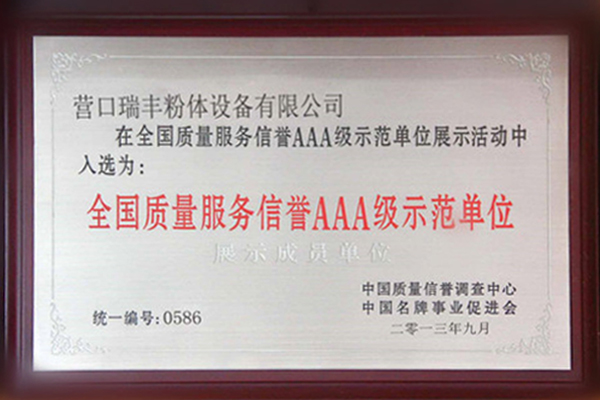 营口瑞丰粉体设备有限公司
在全国质量服务信誉AAA级示范单位展示活动中
入选为:
全国质量服务信誉AAA级示范单位
展示成员单位
中国质量信誉调查中心
中国名牌事业促进会
统一编号:0586
二零一三年九月